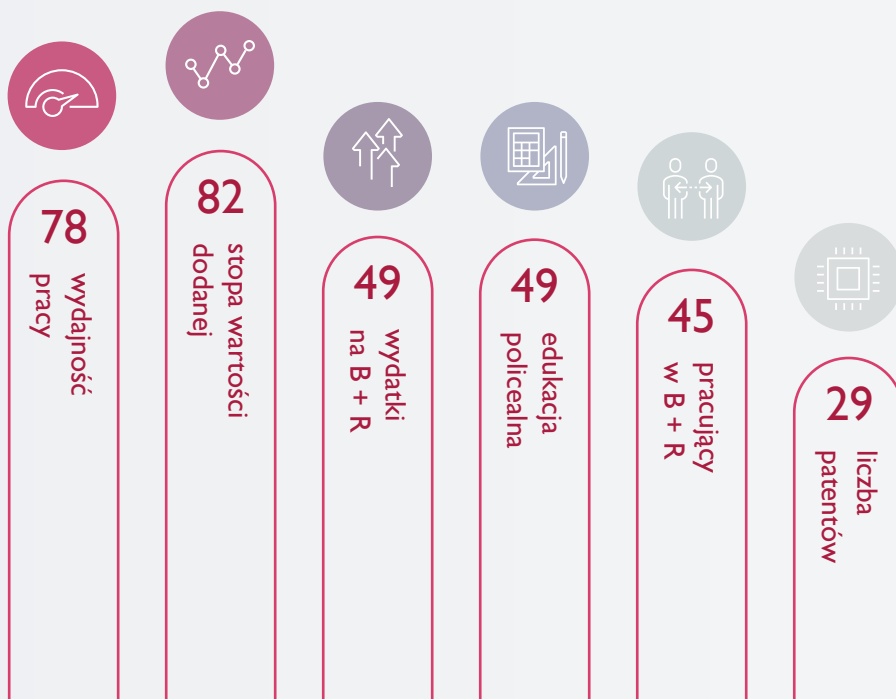 78
wydajność
pracy
82
stopa wartości
dodanej
49
wydatki
na B + R
49
edukacja
policealna
45
pracujący
w B + R
29
liczba
patentów